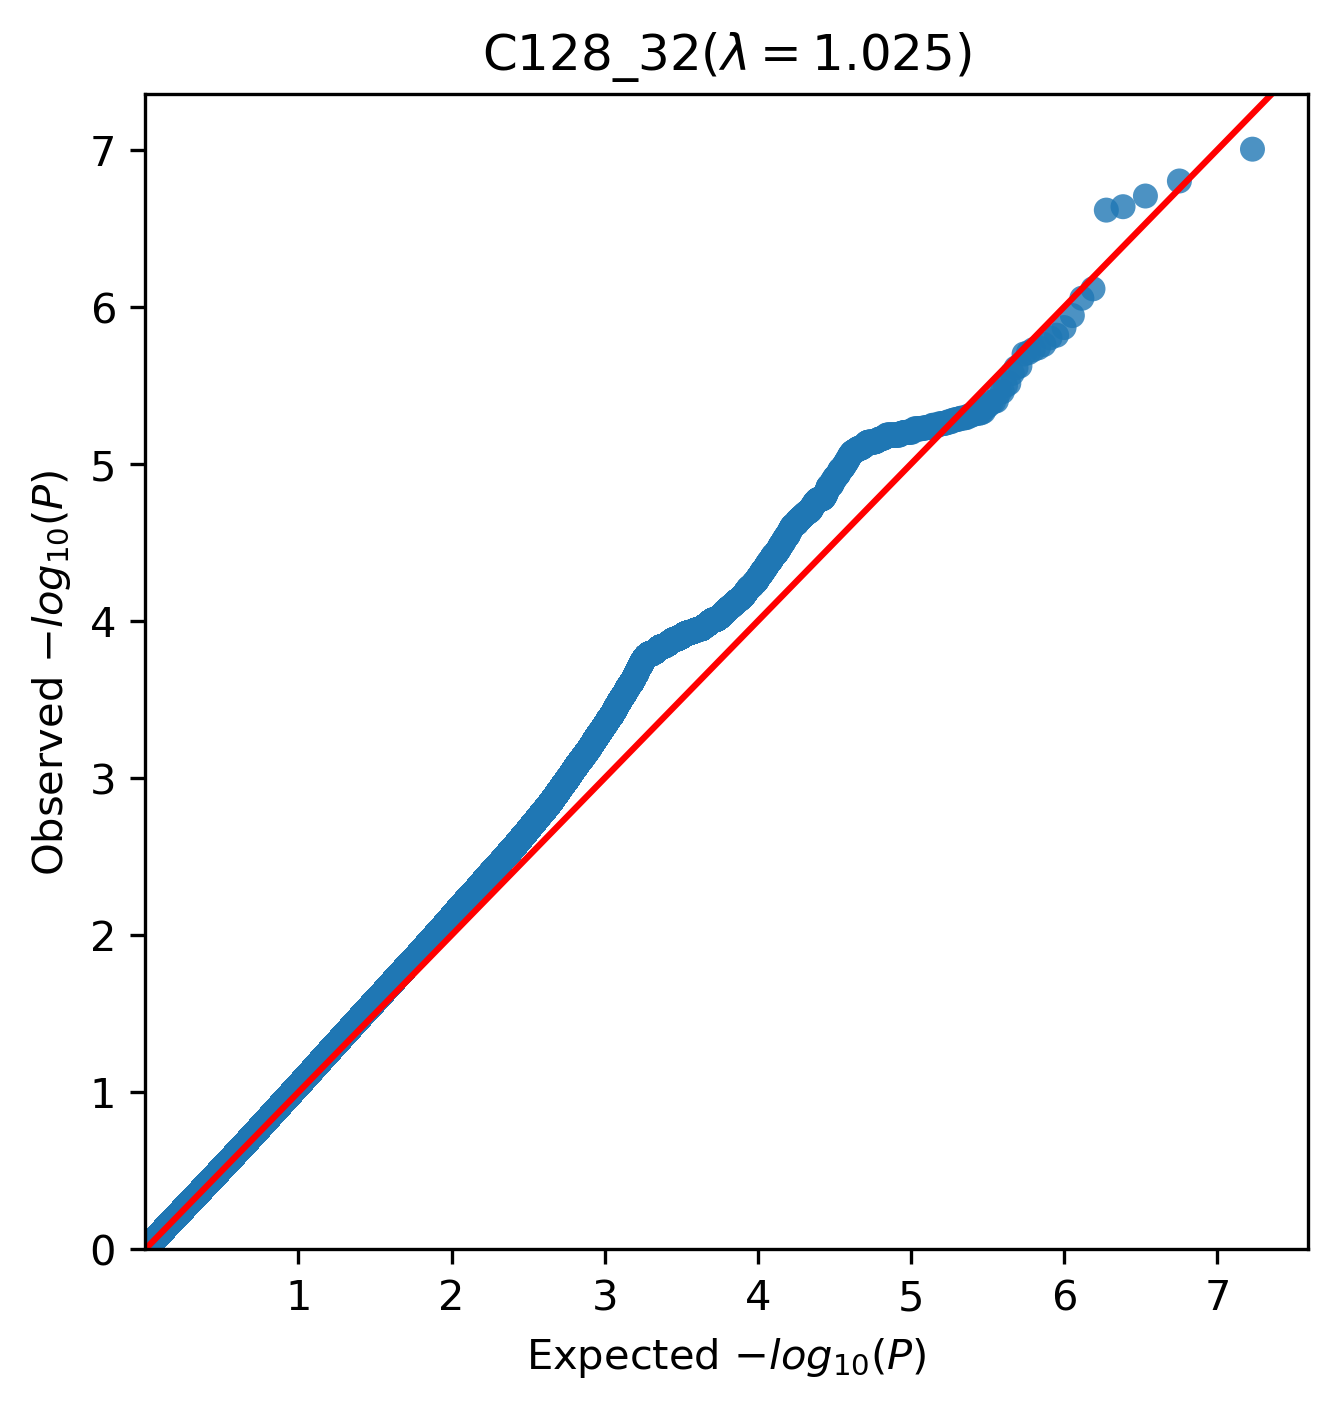 C128_32(λ = 1.025)
Observed −log₁₀(P)
7
6
5
4
3
2
1
0
1 2 3 4 5 6 7
Expected −log₁₀(P)